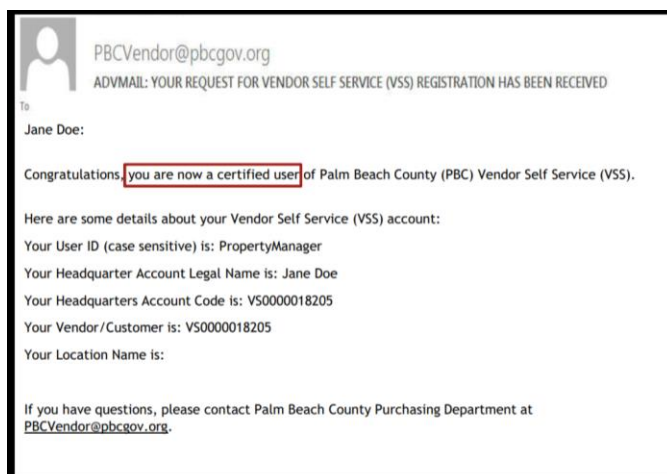 PBCVendor@pbcgov.org
ADVMAIL: YOUR REQUEST FOR VENDOR SELF SERVICE (VSS) REGISTRATION HAS BEEN RECEIVED
To
Jane Doe:
Congratulations, you are now a certified user of Palm Beach County (PBC) Vendor Self Service (VSS).
Here are some details about your Vendor Self Service (VSS) account:
Your User ID (case sensitive) is: PropertyManager
Your Headquarter Account Legal Name is: Jane Doe
Your Headquarters Account Code is: VS0000018205
Your Vendor/Customer is: VS0000018205
Your Location Name is:
If you have questions, please contact Palm Beach County Purchasing Department at
PBCVendor@pbcgov.org.